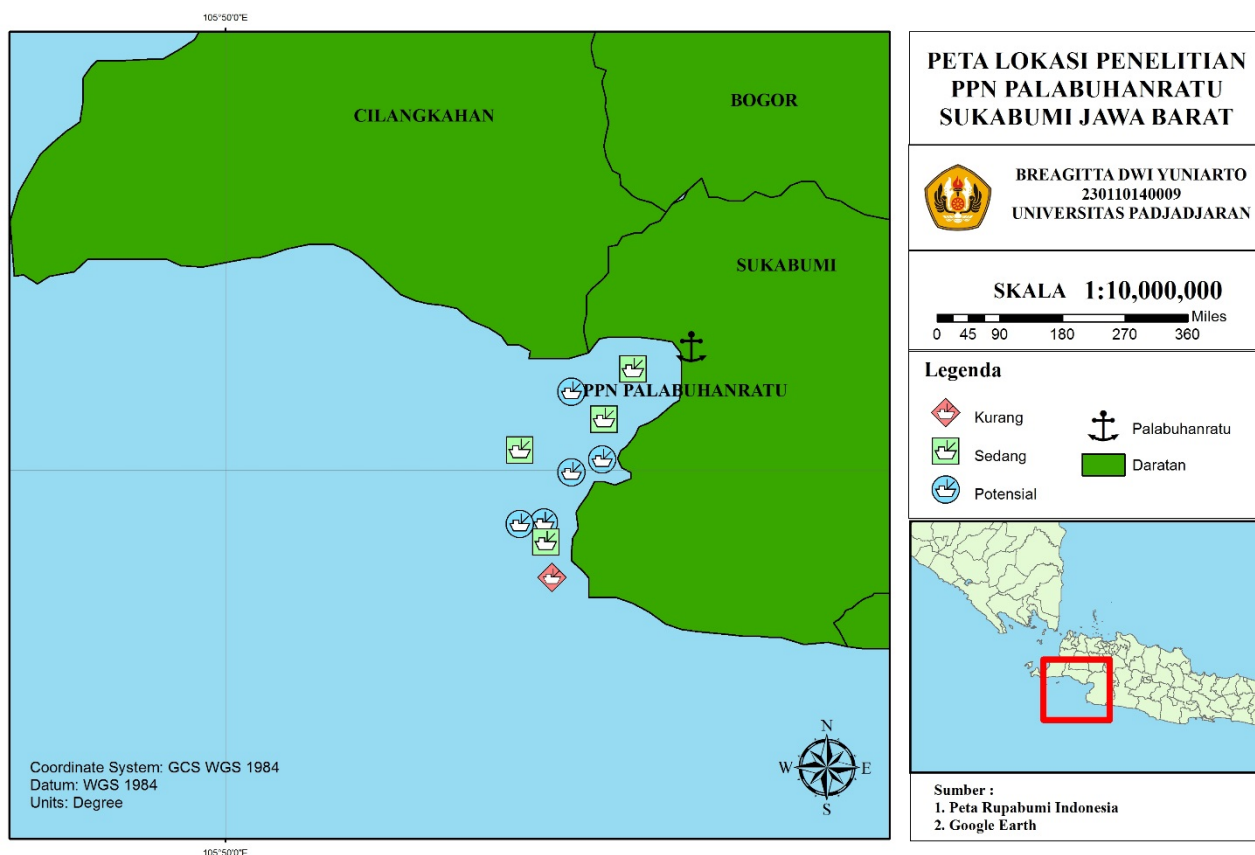 105°50'0"E
CILANGKAHAN
BOGOR
SUKABUMI
PPN PALABUHANRATU
N
W
E
S
Coordinate System: GCS WGS 1984
Datum: WGS 1984
Units: Degree
105°50'0"E
PETA LOKASI PENELITIAN
PPN PALABUHANRATU
SUKABUMI JAWA BARAT
BREAGITTA DWI YUNIARTO
230110140009
UNIVERSITAS PADJADJARAN
SKALA 1:10,000,000
Miles
0 45 90 180 270 360
Legenda
Kurang
Sedang
Potensial
Palabuhanratu
Daratan
Sumber :
1. Peta Rupabumi Indonesia
2. Google Earth